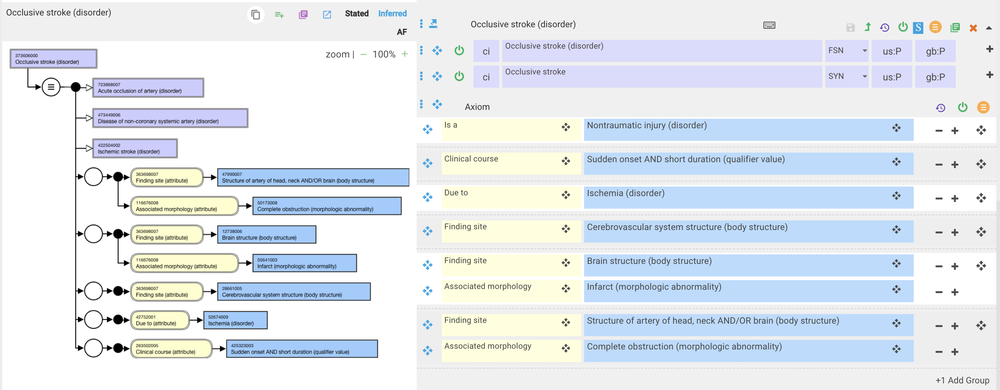 Occlusive stroke (disorder)
Stated Inferred
AF
zoom | − 100% +
373606000
Occlusive stroke (disorder)
723868007
Acute occlusion of artery (disorder)
473449006
Disease of non-coronary systemic artery (disorder)
422504002
Ischemic stroke (disorder)
363698007
Finding site (attribute)
47990007
Structure of artery of head, neck AND/OR brain (body structure)
116676008
Associated morphology (attribute)
50173008
Complete obstruction (morphologic abnormality)
363698007
Finding site (attribute)
12738006
Brain structure (body structure)
116676008
Associated morphology (attribute)
55641003
Infarct (morphologic abnormality)
363698007
Finding site (attribute)
28661005
Cerebrovascular system structure (body structure)
42752001
Due to (attribute)
52674009
Ischemia (disorder)
263502005
Clinical course (attribute)
425323003
Sudden onset AND short duration (qualifier value)
Occlusive stroke (disorder)
S
ci Occlusive stroke (disorder) FSN us:P gb:P
ci Occlusive stroke SYN us:P gb:P
Axiom
Is a Nontraumatic injury (disorder)
Clinical course Sudden onset AND short duration (qualifier value)
Due to Ischemia (disorder)
Finding site Cerebrovascular system structure (body structure)
Finding site Brain structure (body structure)
Associated morphology Infarct (morphologic abnormality)
Finding site Structure of artery of head, neck AND/OR brain (body structure)
Associated morphology Complete obstruction (morphologic abnormality)
+1 Add Group